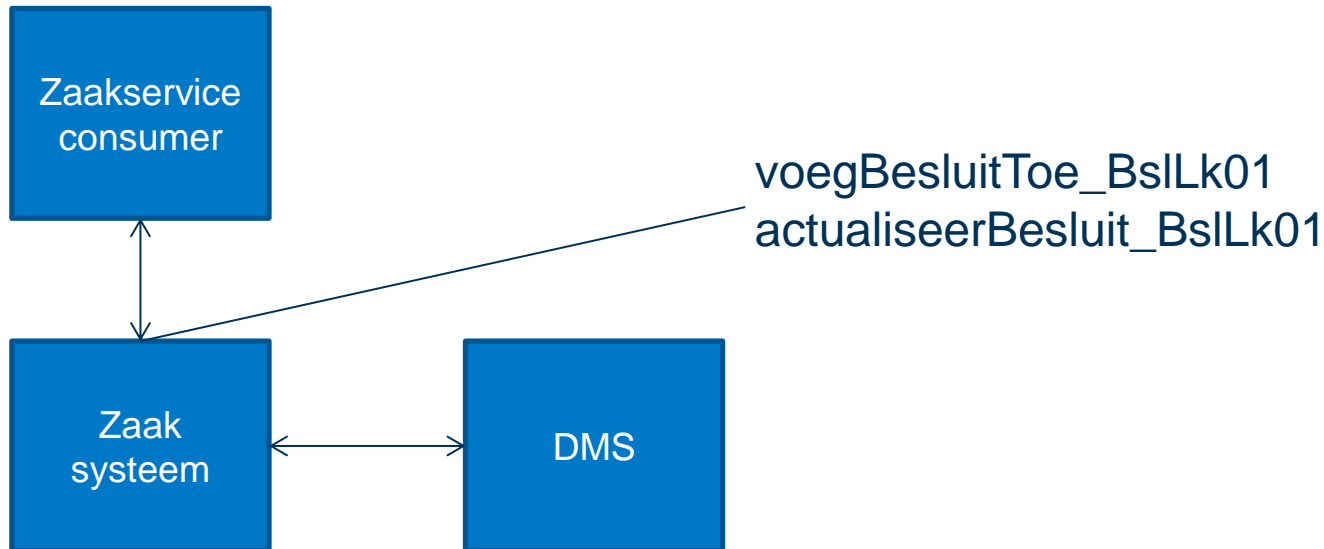 Zaakservice
consumer
voegBesluitToe_BslLk01
actualiseerBesluit_BslLk01
Zaak
systeem
DMS